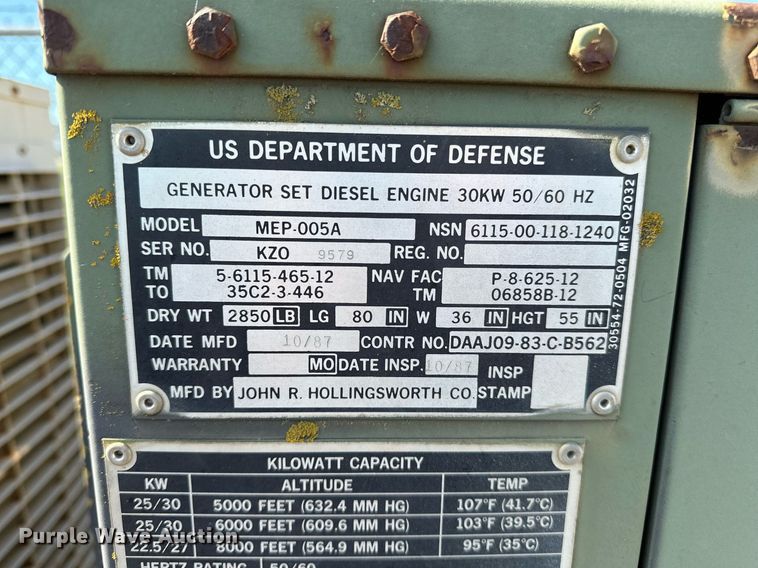 US DEPARTMENT OF DEFENSE
GENERATOR SET DIESEL ENGINE 30KW 50/60 HZ
MODEL MEP-005A NSN 6115-00-118-1240
SER NO. KZO 9579 REG. NO.
TM 5-6115-465-12 NAV FAC P-8-625-12
TO 35C2-3-446 TM 06858B-12
DRY WT 2850 LB LG 80 IN W 36 IN HGT 55 IN
DATE MFD 10/87 CONTR NO. DAAJ09-83-C-B562
WARRANTY MO DATE INSP. 10/87 INSP STAMP
MFD BY JOHN R. HOLLINGSWORTH CO.
30554-72-0504 MFG-02032
KILOWATT CAPACITY
KW ALTITUDE TEMP
25/30 5000 FEET (632.4 MM HG) 107°F (41.7°C)
25/30 6000 FEET (609.6 MM HG) 103°F (39.5°C)
22.5/27 8000 FEET (564.9 MM HG) 95°F (35°C)
HERTZ RATING 50/60
Purple Wave Auction